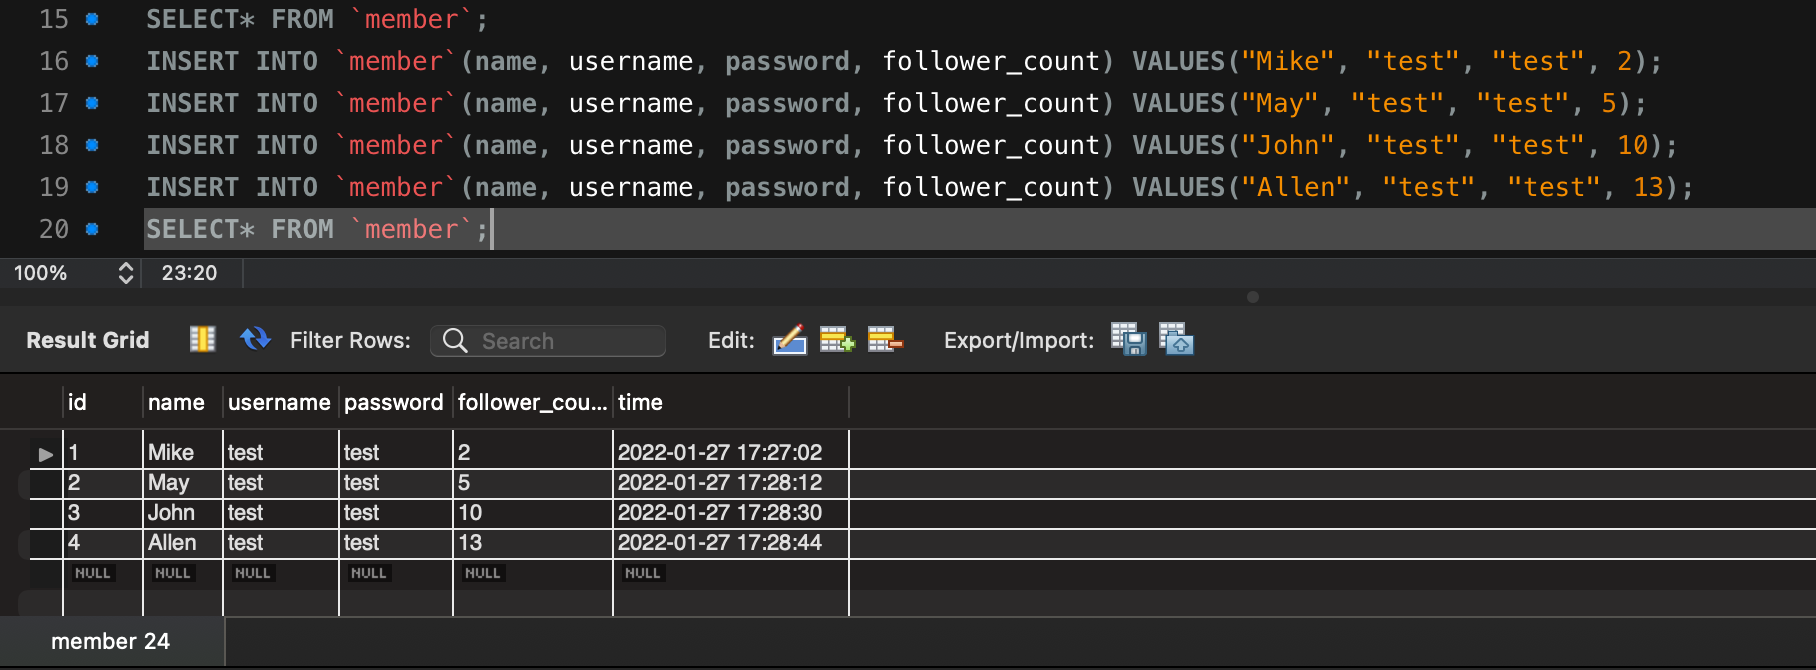 15 SELECT* FROM `member`;
16 INSERT INTO `member`(name, username, password, follower_count) VALUES("Mike", "test", "test", 2);
17 INSERT INTO `member`(name, username, password, follower_count) VALUES("May", "test", "test", 5);
18 INSERT INTO `member`(name, username, password, follower_count) VALUES("John", "test", "test", 10);
19 INSERT INTO `member`(name, username, password, follower_count) VALUES("Allen", "test", "test", 13);
20 SELECT* FROM `member`;
100% 23:20
Result Grid Filter Rows: Search Edit: Export/Import:
id name username password follower_cou... time
1 Mike test test 2 2022-01-27 17:27:02
2 May test test 5 2022-01-27 17:28:12
3 John test test 10 2022-01-27 17:28:30
4 Allen test test 13 2022-01-27 17:28:44
NULL NULL NULL NULL NULL NULL
member 24